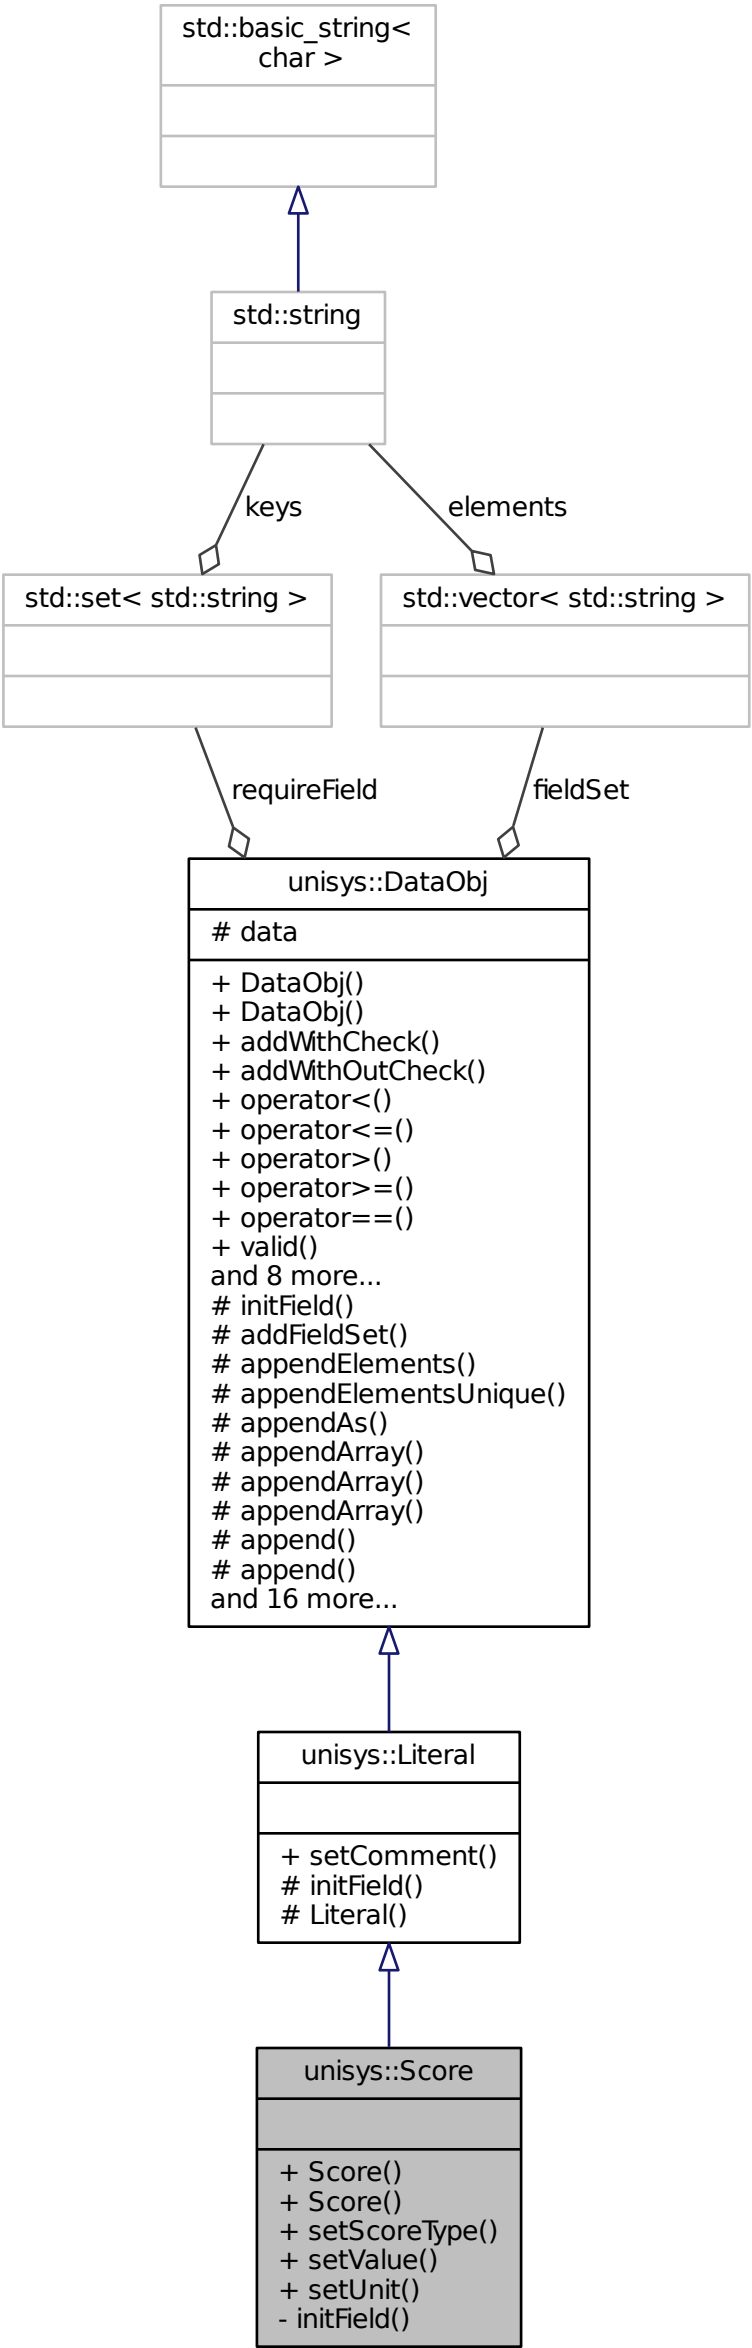 std::basic_string<
char >
std::string
keys
elements
std::set< std::string >
std::vector< std::string >
requireField
fieldSet
unisys::DataObj
# data
+ DataObj()
+ DataObj()
+ addWithCheck()
+ addWithOutCheck()
+ operator<()
+ operator<=()
+ operator>()
+ operator>=()
+ operator==()
+ valid()
and 8 more...
# initField()
# addFieldSet()
# appendElements()
# appendElementsUnique()
# appendAs()
# appendArray()
# appendArray()
# appendArray()
# append()
# append()
and 16 more...
unisys::Literal
+ setComment()
# initField()
# Literal()
unisys::Score
+ Score()
+ Score()
+ setScoreType()
+ setValue()
+ setUnit()
- initField()